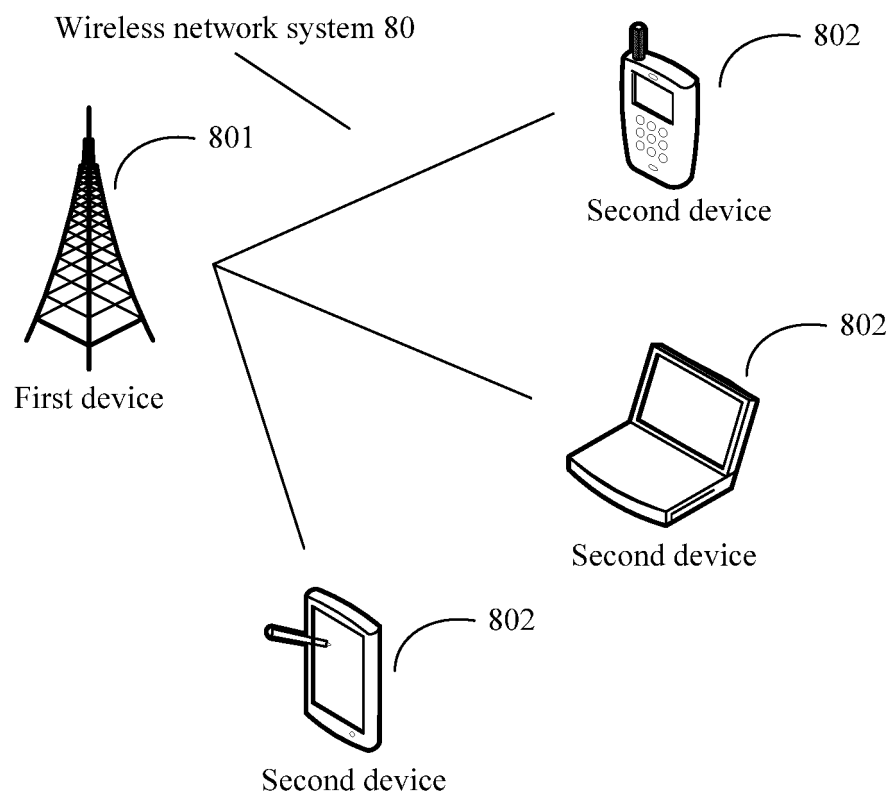 Wireless network system 80
802
801
Second device
First device
802
Second device
802
Second device